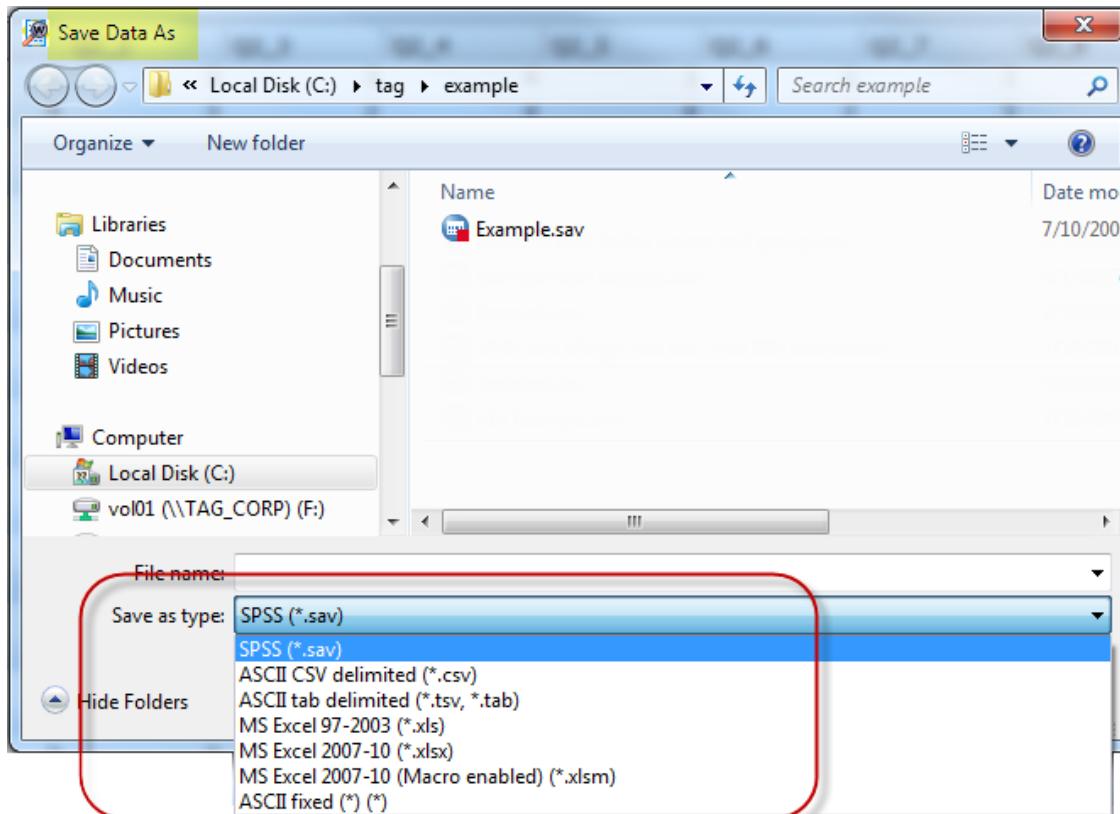 Save Data As
« Local Disk (C:) ▸ tag ▸ example
Search example
Organize
New folder
Name
Date mo
Libraries
Example.sav
7/10/200
Documents
Music
Pictures
Videos
Computer
Local Disk (C:)
vol01 (\\TAG_CORP) (F:)
File name:
Save as type: SPSS (*.sav)
SPSS (*.sav)
ASCII CSV delimited (*.csv)
ASCII tab delimited (*.tsv, *.tab)
Hide Folders
MS Excel 97-2003 (*.xls)
MS Excel 2007-10 (*.xlsx)
MS Excel 2007-10 (Macro enabled) (*.xlsm)
ASCII fixed (*) (*)